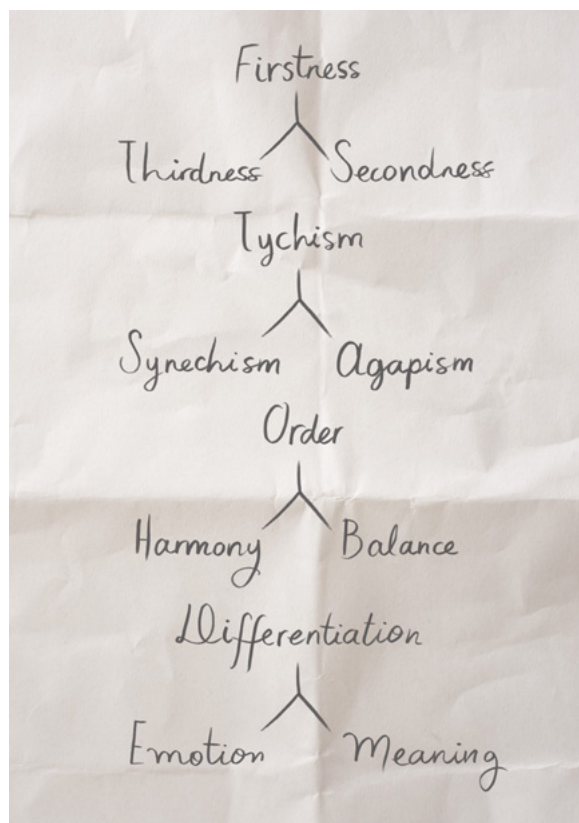 Firstness
Thirdness Secondness
Tychism
Synechism Agapism
Order
Harmony Balance
Differentiation
Emotion Meaning